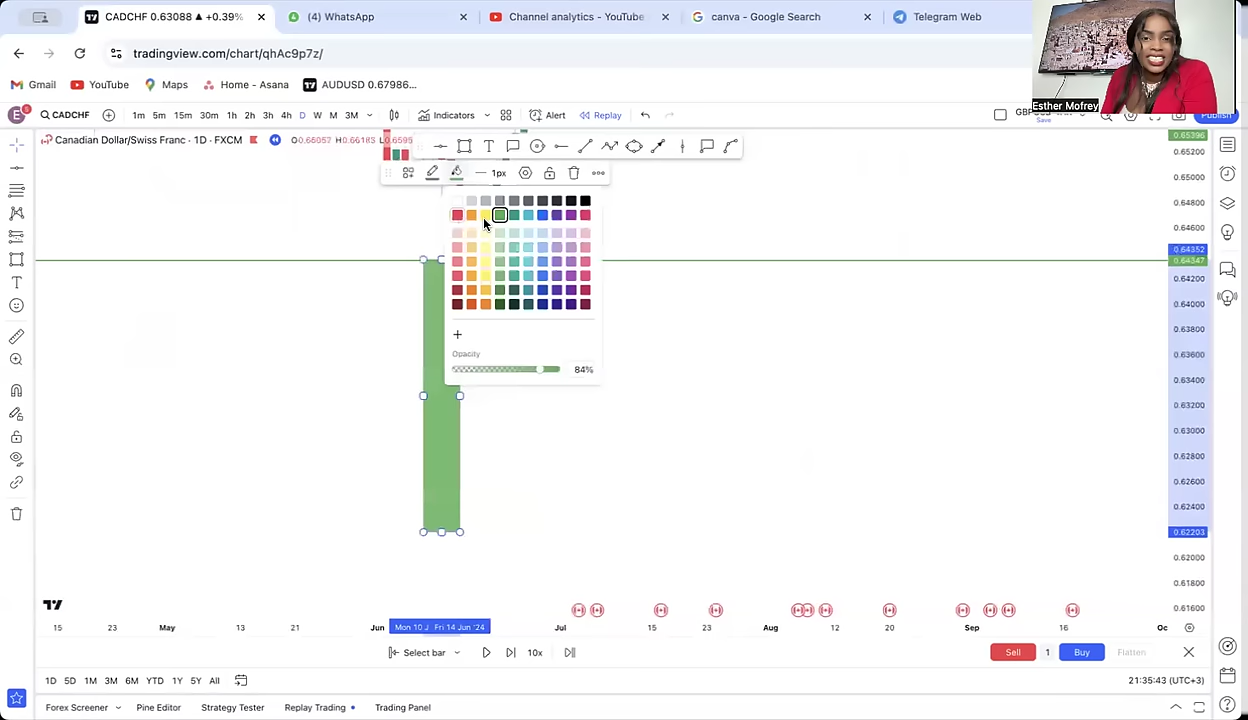 CADCHF 0.63088 ▲ +0.39%
(4) WhatsApp
Channel analytics - YouTube
canva - Google Search
Telegram Web
tradingview.com/chart/qhAc9p7z/
Gmail
YouTube
Maps
Home - Asana
AUDUSD 0.67986...
Esther Mofrey
E
CADCHF
1m 5m 15m 30m 1h 2h 3h 4h D W M 3M
Indicators
Alert
Replay
Save
Publish
Canadian Dollar/Swiss Franc · 1D · FXCM
1px
Opacity
84%
0.65396
0.65200
0.65000
0.64800
0.64600
0.64352
0.64347
0.64200
0.64000
0.63800
0.63600
0.63400
0.63200
0.63000
0.62800
0.62600
0.62400
0.62203
0.62000
0.61800
0.61600
15 23 May 13 21 Jun Mon 10 J Fri 14 Jun '24 Jul 15 23 Aug 12 20 Sep 16 Oc
Select bar
10x
Sell
1
Buy
Flatten
1D 5D 1M 3M 6M YTD 1Y 5Y All
21:35:43 (UTC+3)
Forex Screener
Pine Editor
Strategy Tester
Replay Trading
Trading Panel